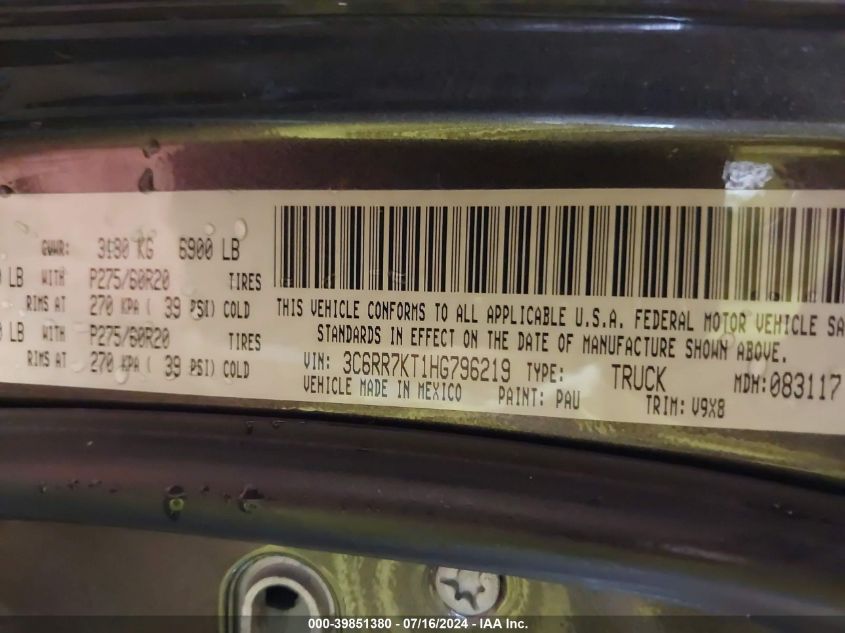 GVWR: 3180 KG 6900 LB
LB WITH P275/60R20 TIRES
RIMS AT 270 KPA ( 39 PSI) COLD
LB WITH P275/60R20 TIRES
RIMS AT 270 KPA ( 39 PSI) COLD
THIS VEHICLE CONFORMS TO ALL APPLICABLE U.S.A. FEDERAL MOTOR VEHICLE SA
STANDARDS IN EFFECT ON THE DATE OF MANUFACTURE SHOWN ABOVE.
VIN: 3C6RR7KT1HG796219 TYPE: TRUCK MDH:083117
VEHICLE MADE IN MEXICO PAINT: PAU TRIM: V9X8
000-39851380 - 07/16/2024 - IAA Inc.